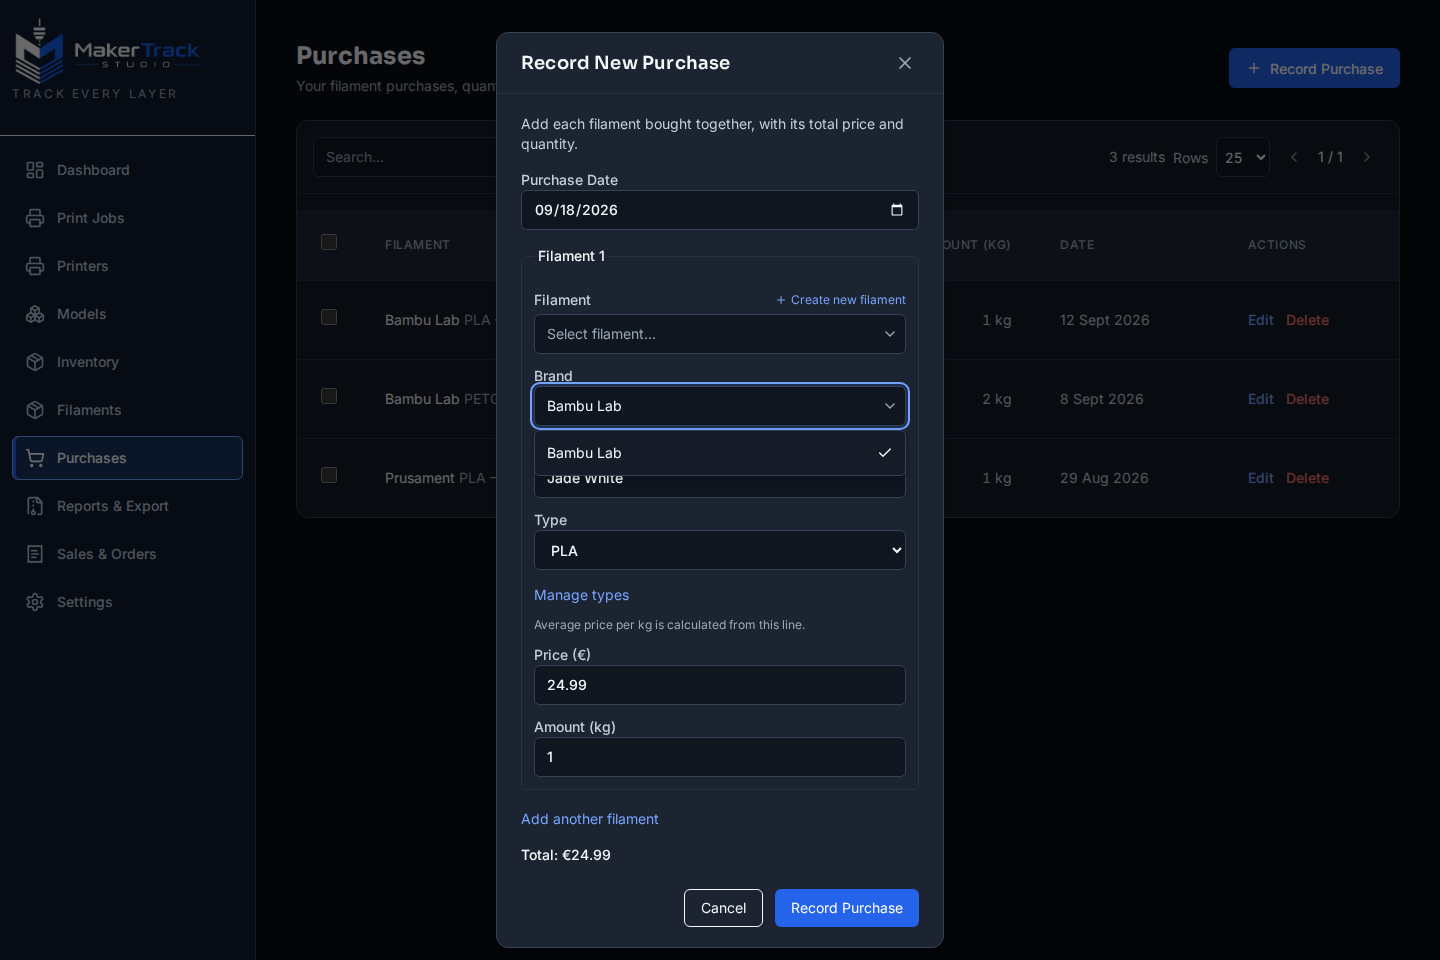 MakerTrack
STUDIO
TRACK EVERY LAYER
Dashboard
Print Jobs
Printers
Models
Inventory
Filaments
Purchases
Reports & Export
Sales & Orders
Settings
Purchases
Your filament purchases, quan
+ Record Purchase
Search...
3 results Rows 25 1 / 1
FILAMENT OUNT (KG) DATE ACTIONS
Bambu Lab PLA 1 kg 12 Sept 2026 Edit Delete
Bambu Lab PETG 2 kg 8 Sept 2026 Edit Delete
Prusament PLA – 1 kg 29 Aug 2026 Edit Delete
Record New Purchase
Add each filament bought together, with its total price and
quantity.
Purchase Date
09/18/2026
Filament 1
Filament + Create new filament
Select filament...
Brand
Bambu Lab
Bambu Lab
Jade White
Type
PLA
Manage types
Average price per kg is calculated from this line.
Price (€)
24.99
Amount (kg)
1
Add another filament
Total: €24.99
Cancel Record Purchase